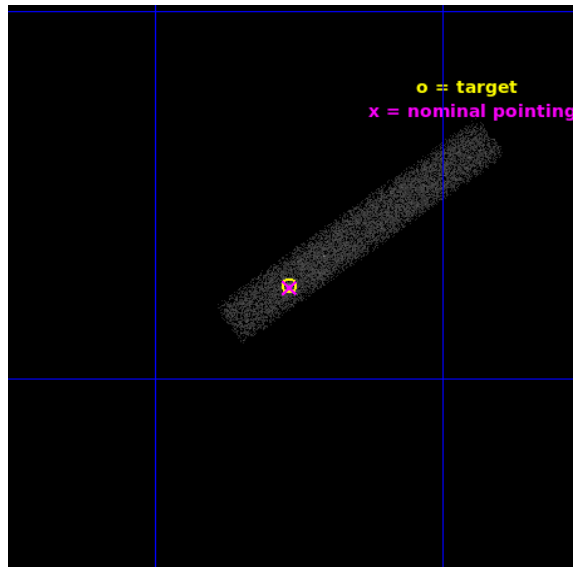 o = target
x = nominal pointing